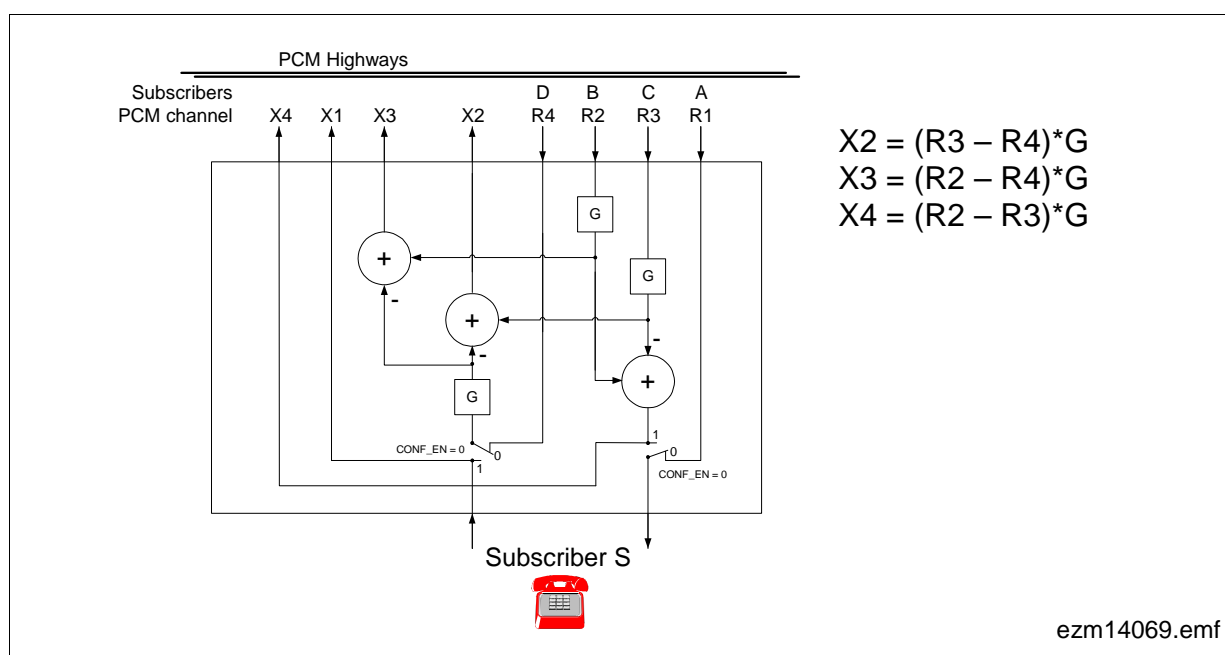 PCM Highways
Subscribers D B C A
PCM channel X4 X1 X3 X2 R4 R2 R3 R1
X2 = (R3 – R4)*G
X3 = (R2 – R4)*G
X4 = (R2 – R3)*G
G
+
G
-
+
-
-
+
G
1
CONF_EN = 0
0
0
1
CONF_EN = 0
Subscriber S
ezm14069.emf